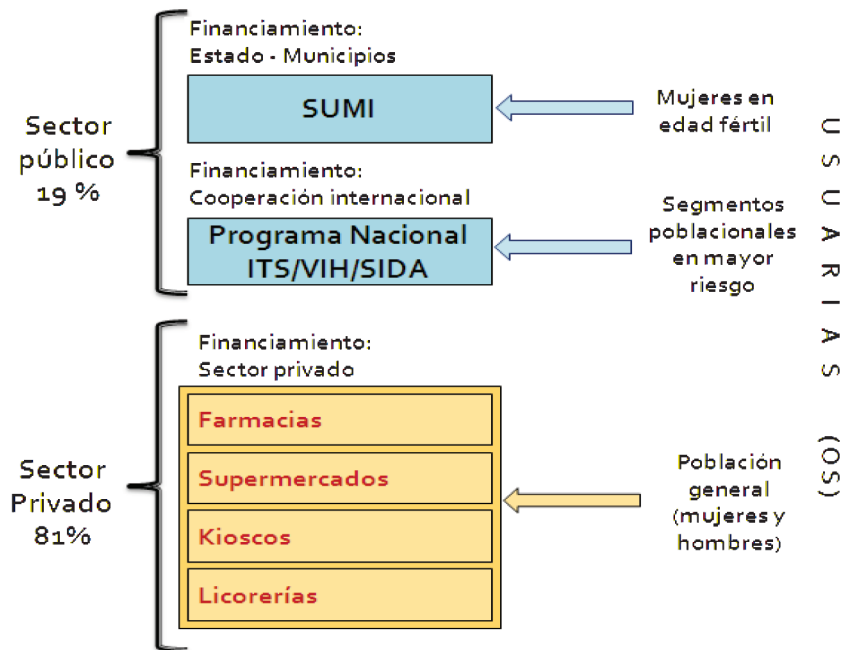 Financiamiento:
Estado - Municipios
SUMI
Mujeres en
edad fértil
Sector
público
19 %
Financiamiento:
Cooperación internacional
Programa Nacional
ITS/VIH/SIDA
Segmentos
poblacionales
en mayor
riesgo
Financiamiento:
Sector privado
Farmacias
Supermercados
Kioscos
Licorerías
Sector
Privado
81%
Población
general
(mujeres y
hombres)
USUARIAS (OS)